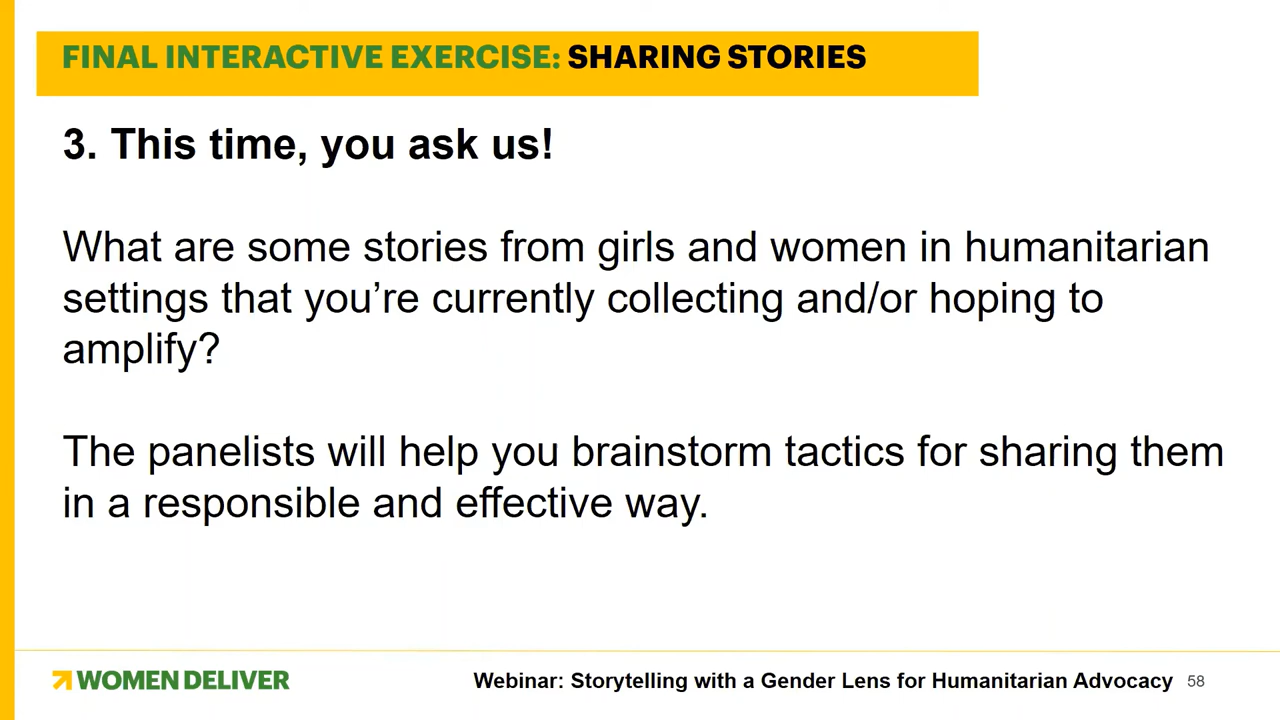 FINAL INTERACTIVE EXERCISE: SHARING STORIES
3. This time, you ask us!
What are some stories from girls and women in humanitarian
settings that you’re currently collecting and/or hoping to
amplify?
The panelists will help you brainstorm tactics for sharing them
in a responsible and effective way.
WOMEN DELIVER
Webinar: Storytelling with a Gender Lens for Humanitarian Advocacy 58